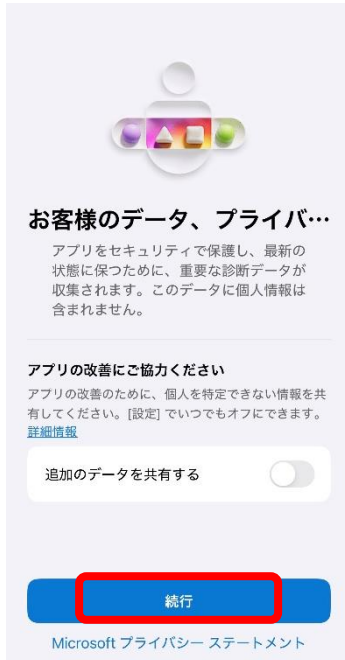 お客様のデータ、プライバ…
アプリをセキュリティで保護し、最新の
状態に保つために、重要な診断データが
収集されます。このデータに個人情報は
含まれません。
アプリの改善にご協力ください
アプリの改善のために、個人を特定できない情報を共
有してください。[設定] でいつでもオフにできます。
詳細情報
追加のデータを共有する
続行
Microsoft プライバシー ステートメント